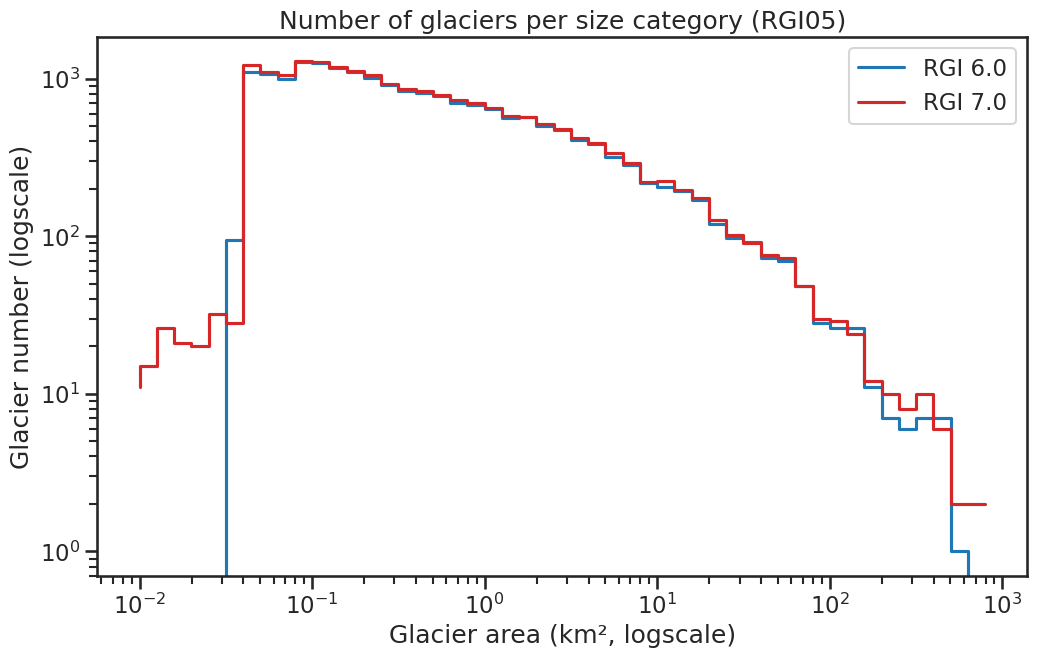 Number of glaciers per size category (RGI05)
RGI 6.0
RGI 7.0
Glacier number (logscale)
10³
10²
10¹
10⁰
10⁻²
10⁻¹
10⁰
10¹
10²
10³
Glacier area (km², logscale)